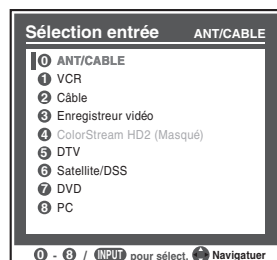 Sélection entrée ANT/CABLE
0 ANT/CABLE
1 VCR
2 Câble
3 Enregistreur vidéo
4 ColorStream HD2 (Masqué)
5 DTV
6 Satellite/DSS
7 DVD
8 PC
0 - 8 / INPUT pour sélect. Navigatuer